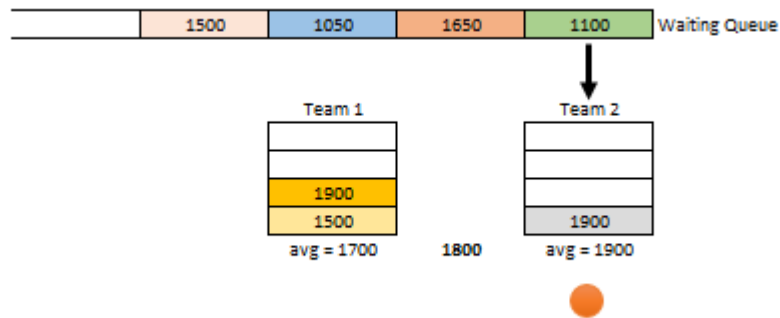 1500 1050 1650 1100 Waiting Queue
Team 1 Team 2
1900
1500 1900
avg = 1700 1800 avg = 1900